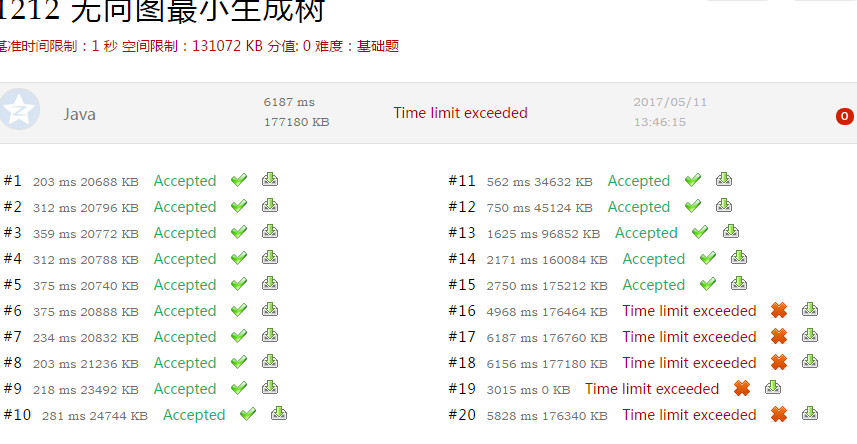 1212 无向图最小生成树
基准时间限制：1 秒 空间限制：131072 KB 分值: 0 难度：基础题
Java
6187 ms
177180 KB
Time limit exceeded
2017/05/11
13:46:15
0
#1 203 ms 20688 KB Accepted
#2 312 ms 20796 KB Accepted
#3 359 ms 20772 KB Accepted
#4 312 ms 20788 KB Accepted
#5 375 ms 20740 KB Accepted
#6 375 ms 20888 KB Accepted
#7 234 ms 20832 KB Accepted
#8 203 ms 21236 KB Accepted
#9 218 ms 23492 KB Accepted
#10 281 ms 24744 KB Accepted
#11 562 ms 34632 KB Accepted
#12 750 ms 45124 KB Accepted
#13 1625 ms 96852 KB Accepted
#14 2171 ms 160084 KB Accepted
#15 2750 ms 175212 KB Accepted
#16 4968 ms 176464 KB Time limit exceeded
#17 6187 ms 176760 KB Time limit exceeded
#18 6156 ms 177180 KB Time limit exceeded
#19 3015 ms 0 KB Time limit exceeded
#20 5828 ms 176340 KB Time limit exceeded